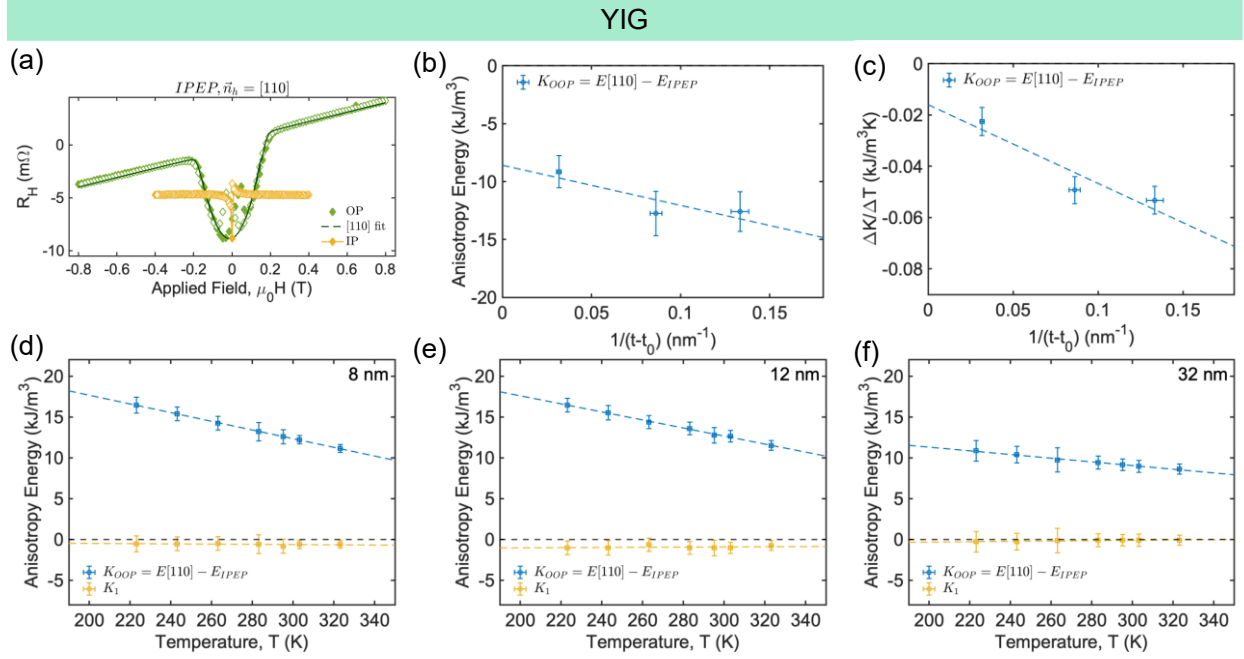 YIG
(a)
IPEP, n⃗_h = [110]
R_H (mΩ)
0
-5
-10
OP
[110] fit
IP
-0.8 -0.6 -0.4 -0.2 0 0.2 0.4 0.6 0.8
Applied Field, μ₀H (T)
(b)
K_OOP = E[110] − E_IPEP
Anisotropy Energy (kJ/m³)
0
-5
-10
-15
-20
0 0.05 0.1 0.15
1/(t-t₀) (nm⁻¹)
(c)
K_OOP = E[110] − E_IPEP
ΔK/ΔT (kJ/m³K)
0
-0.02
-0.04
-0.06
-0.08
0 0.05 0.1 0.15
1/(t-t₀) (nm⁻¹)
(d)
8 nm
Anisotropy Energy (kJ/m³)
20
15
10
5
0
-5
K_OOP = E[110] − E_IPEP
K₁
200 220 240 260 280 300 320 340
Temperature, T (K)
(e)
12 nm
Anisotropy Energy (kJ/m³)
20
15
10
5
0
-5
K_OOP = E[110] − E_IPEP
K₁
200 220 240 260 280 300 320 340
Temperature, T (K)
(f)
32 nm
Anisotropy Energy (kJ/m³)
20
15
10
5
0
-5
K_OOP = E[110] − E_IPEP
K₁
200 220 240 260 280 300 320 340
Temperature, T (K)